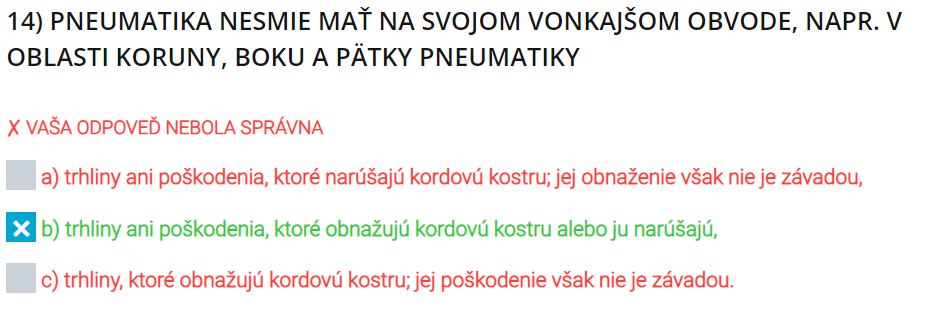 14) PNEUMATIKA NESMIE MAŤ NA SVOJOM VONKAJŠOM OBVODE, NAPR. V
OBLASTI KORUNY, BOKU A PÄTKY PNEUMATIKY
✗ VAŠA ODPOVEĎ NEBOLA SPRÁVNA
a) trhliny ani poškodenia, ktoré narúšajú kordovú kostru; jej obnaženie však nie je závadou,
b) trhliny ani poškodenia, ktoré obnažujú kordovú kostru alebo ju narúšajú,
c) trhliny, ktoré obnažujú kordovú kostru; jej poškodenie však nie je závadou.